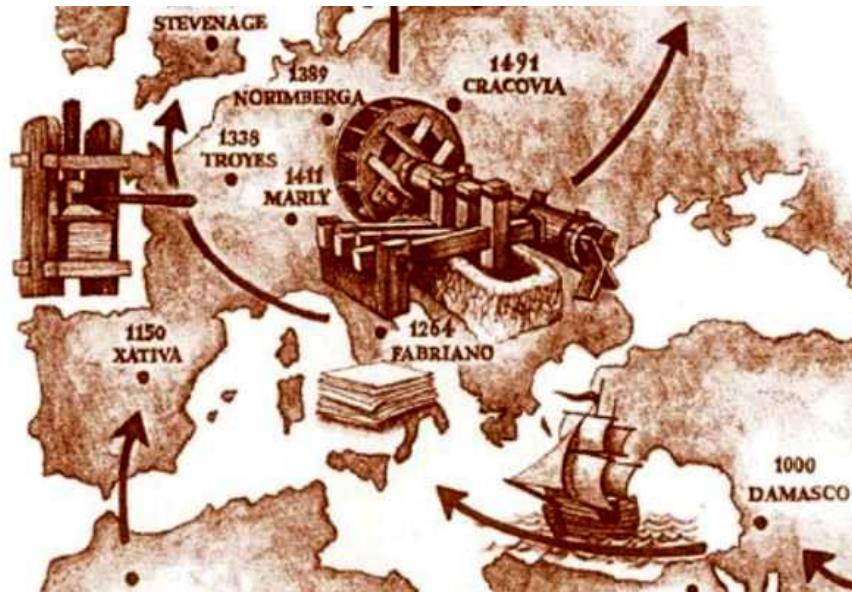 STEVENAGE
1389
NORIMBERGA
1491
CRACOVIA
1338
TROYES
1411
MARLY
1150
XATIVA
1264
FABRIANO
1000
DAMASCO